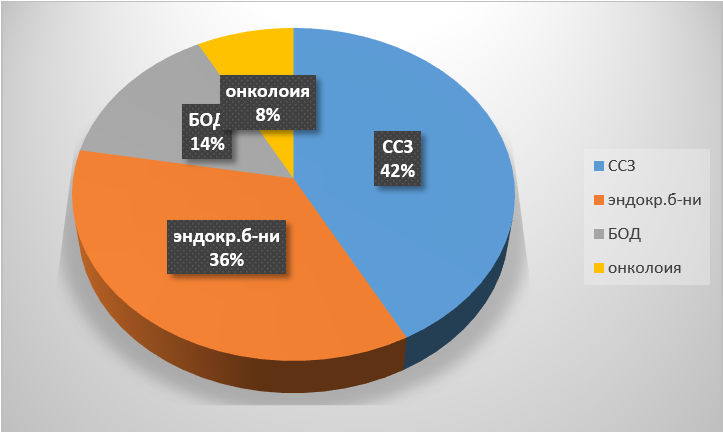 онколоия
8%
БОД
14%
ССЗ
42%
эндокр.б-ни
36%
ССЗ
эндокр.б-ни
БОД
онколоия